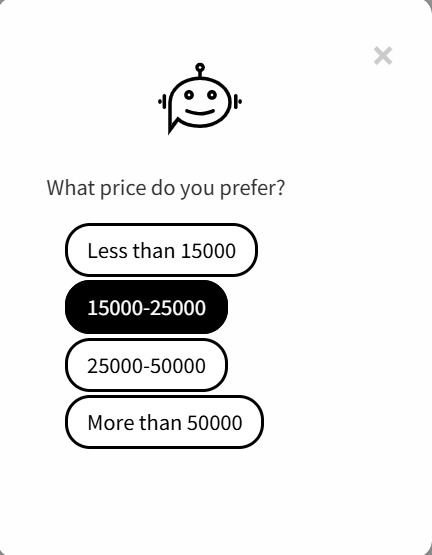 What price do you prefer?
Less than 15000
15000-25000
25000-50000
More than 50000